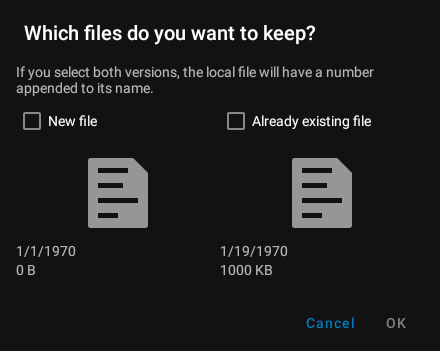 Which files do you want to keep?
If you select both versions, the local file will have a number
appended to its name.
New file
Already existing file
1/1/1970
0 B
1/19/1970
1000 KB
Cancel
OK